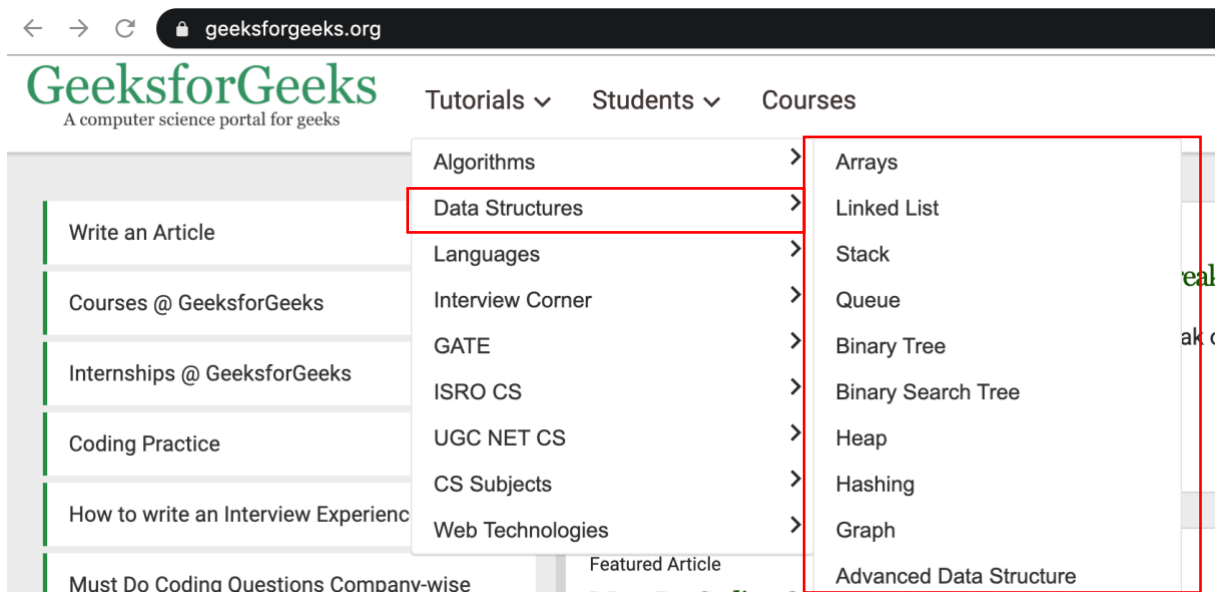 geeksforgeeks.org
GeeksforGeeks
A computer science portal for geeks
Tutorials
Students
Courses
Algorithms
Data Structures
Languages
Interview Corner
GATE
ISRO CS
UGC NET CS
CS Subjects
Web Technologies
Arrays
Linked List
Stack
Queue
Binary Tree
Binary Search Tree
Heap
Hashing
Graph
Advanced Data Structure
Write an Article
Courses @ GeeksforGeeks
Internships @ GeeksforGeeks
Coding Practice
How to write an Interview Experienc
Must Do Coding Questions Company-wise
Featured Article